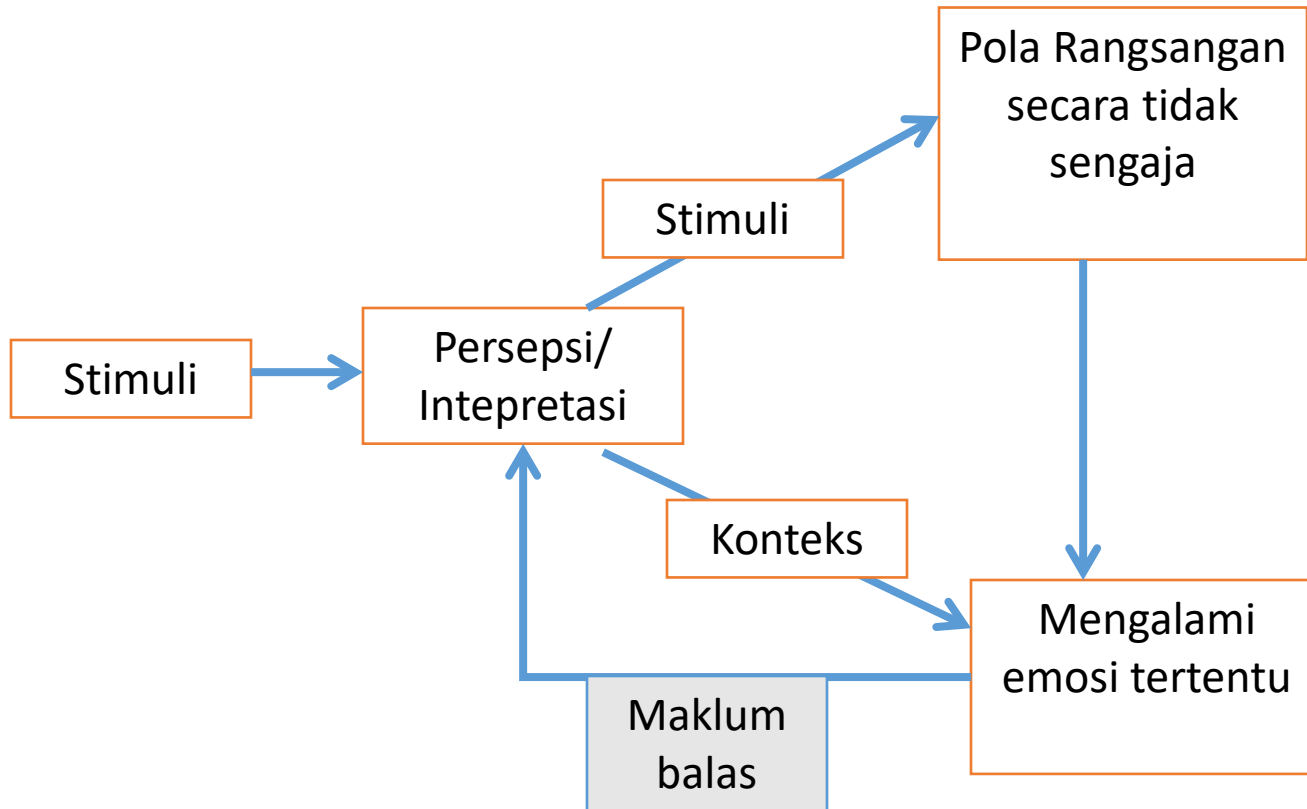 Pola Rangsangan
secara tidak
sengaja
Stimuli
Persepsi/
Intepretasi
Stimuli
Konteks
Mengalami
emosi tertentu
Maklum
balas